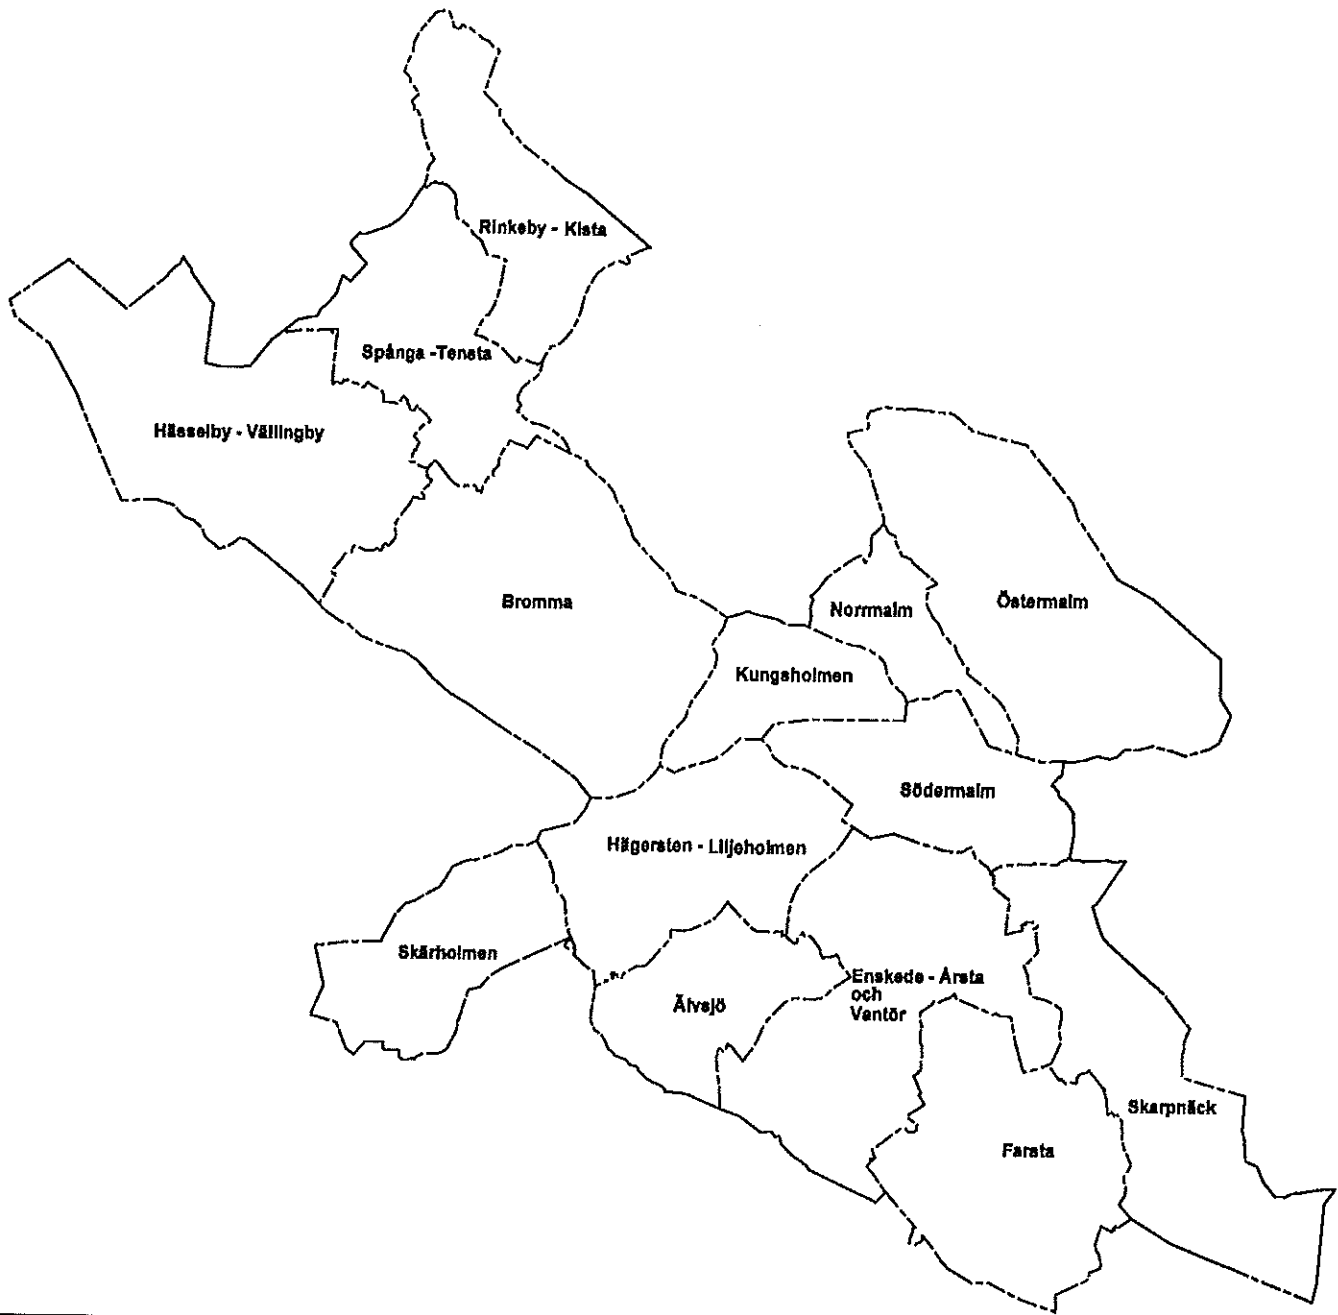 Rinkeby - Kista
Spånga -Tensta
Hässelby - Vällingby
Bromma
Norrmalm
Östermalm
Kungsholmen
Södermalm
Hägersten - Liljeholmen
Skärholmen
Älvsjö
Enskede - Årsta
och
Vantör
Skarpnäck
Farsta